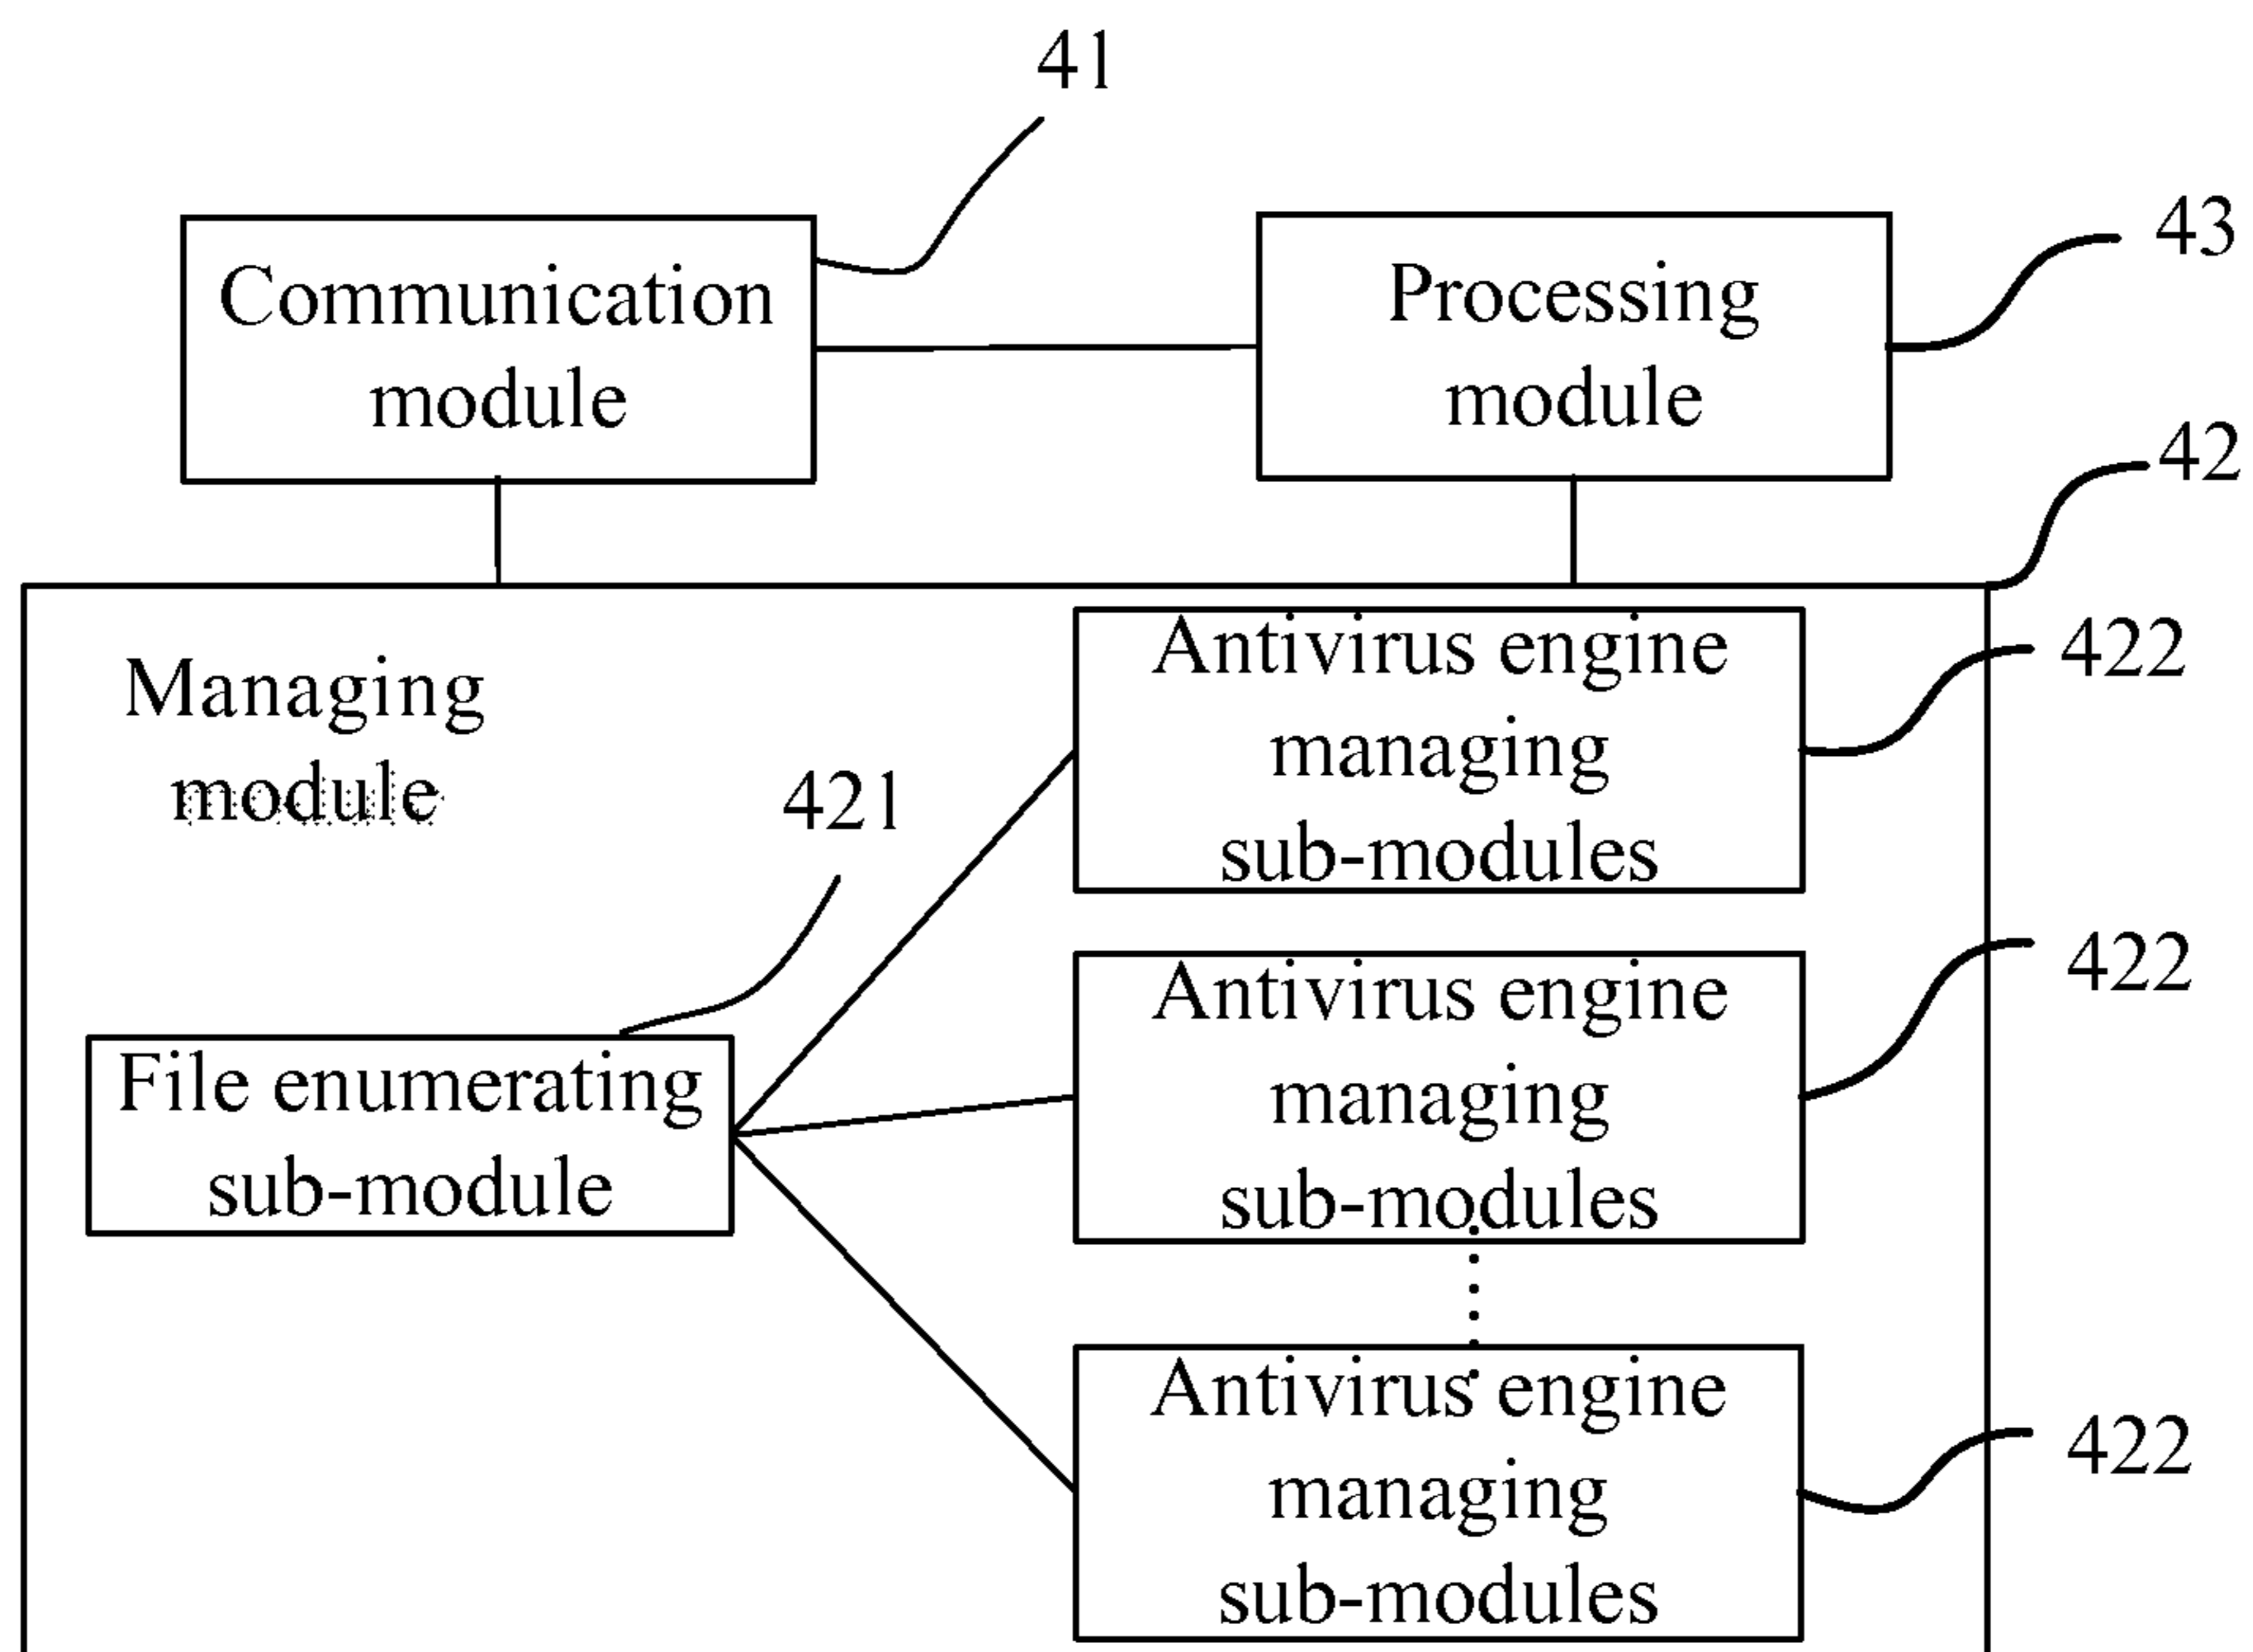 41
Communication
module
Processing
module
43
42
Managing
module
421
File enumerating
sub-module
Antivirus engine
managing
sub-modules
422
Antivirus engine
managing
sub-modules
422
Antivirus engine
managing
sub-modules
422